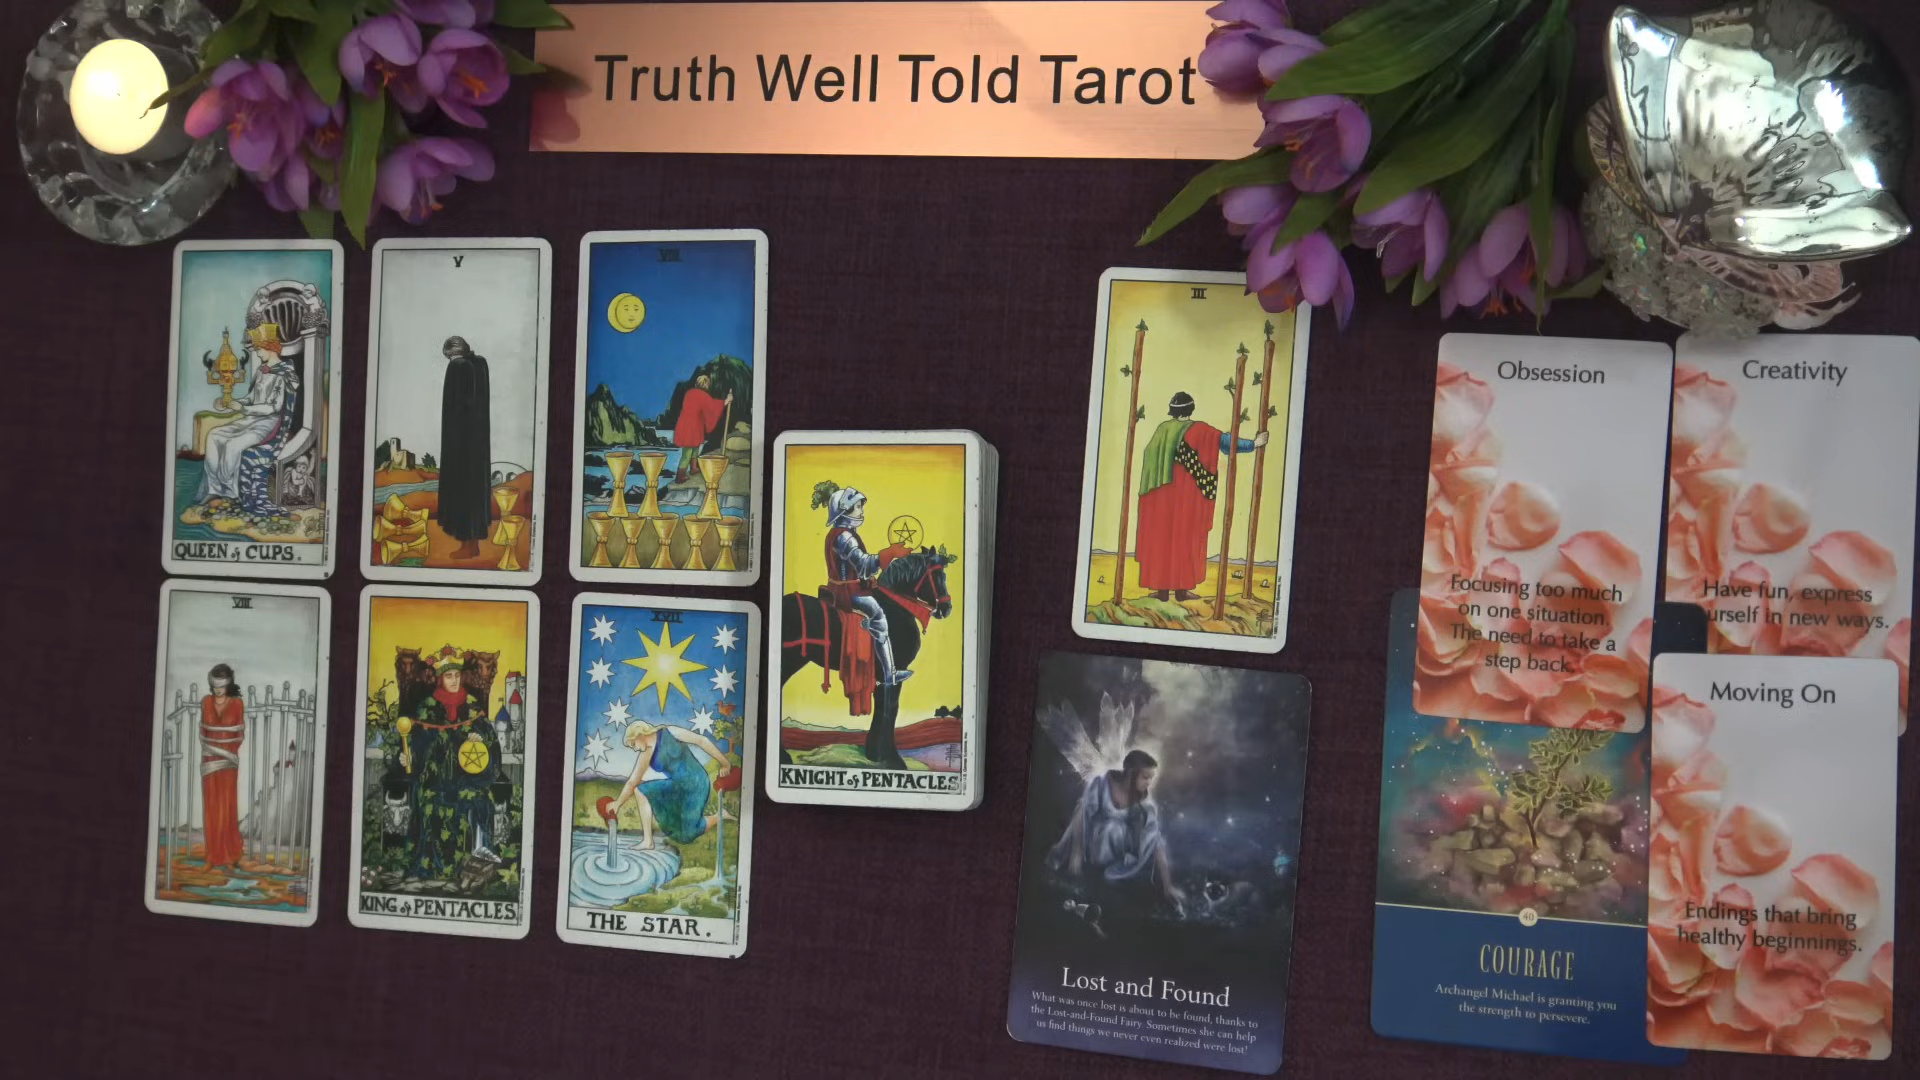 Truth Well Told Tarot
QUEEN of CUPS.
V
VIII
VIII
KING of PENTACLES
XVII
THE STAR.
KNIGHT of PENTACLES
III
Lost and Found
What was once lost is about to be found, thanks to
the Lost-and-Found Fairy. Sometimes she can help
us find things we never even realized were lost!
Obsession
Focusing too much
on one situation.
The need to take a
step back.
Creativity
Have fun, express
urself in new ways.
40
COURAGE
Archangel Michael is granting you
the strength to persevere.
Moving On
Endings that bring
healthy beginnings.